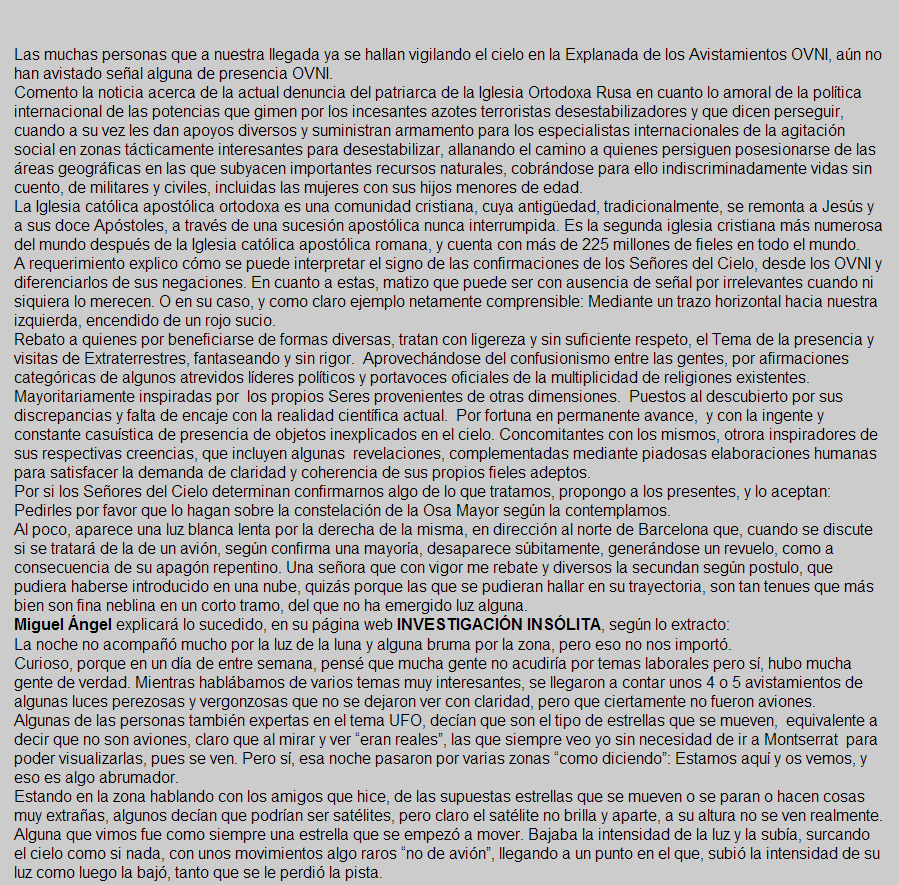 Las muchas personas que a nuestra llegada ya se hallan vigilando el cielo en la Explanada de los Avistamientos OVNI, aún no
han avistado señal alguna de presencia OVNI.
Comento la noticia acerca de la actual denuncia del patriarca de la Iglesia Ortodoxa Rusa en cuanto lo amoral de la política
internacional de las potencias que gimen por los incesantes azotes terroristas desestabilizadores y que dicen perseguir,
cuando a su vez les dan apoyos diversos y suministran armamento para los especialistas internacionales de la agitación
social en zonas tácticamente interesantes para desestabilizar, allanando el camino a quienes persiguen posesionarse de las
áreas geográficas en las que subyacen importantes recursos naturales, cobrándose para ello indiscriminadamente vidas sin
cuento, de militares y civiles, incluidas las mujeres con sus hijos menores de edad.
La Iglesia católica apostólica ortodoxa es una comunidad cristiana, cuya antigüedad, tradicionalmente, se remonta a Jesús y
a sus doce Apóstoles, a través de una sucesión apostólica nunca interrumpida. Es la segunda iglesia cristiana más numerosa
del mundo después de la Iglesia católica apostólica romana, y cuenta con más de 225 millones de fieles en todo el mundo.
A requerimiento explico cómo se puede interpretar el signo de las confirmaciones de los Señores del Cielo, desde los OVNI y
diferenciarlos de sus negaciones. En cuanto a estas, matizo que puede ser con ausencia de señal por irrelevantes cuando ni
siquiera lo merecen. O en su caso, y como claro ejemplo netamente comprensible: Mediante un trazo horizontal hacia nuestra
izquierda, encendido de un rojo sucio.
Rebato a quienes por beneficiarse de formas diversas, tratan con ligereza y sin suficiente respeto, el Tema de la presencia y
visitas de Extraterrestres, fantaseando y sin rigor.  Aprovechándose del confusionismo entre las gentes, por afirmaciones
categóricas de algunos atrevidos líderes políticos y portavoces oficiales de la multiplicidad de religiones existentes.
Mayoritariamente inspiradas por  los propios Seres provenientes de otras dimensiones.  Puestos al descubierto por sus
discrepancias y falta de encaje con la realidad científica actual.  Por fortuna en permanente avance,  y con la ingente y
constante casuística de presencia de objetos inexplicados en el cielo. Concomitantes con los mismos, otrora inspiradores de
sus respectivas creencias, que incluyen algunas  revelaciones, complementadas mediante piadosas elaboraciones humanas
para satisfacer la demanda de claridad y coherencia de sus propios fieles adeptos.
Por si los Señores del Cielo determinan confirmarnos algo de lo que tratamos, propongo a los presentes, y lo aceptan:
Pedirles por favor que lo hagan sobre la constelación de la Osa Mayor según la contemplamos.
Al poco, aparece una luz blanca lenta por la derecha de la misma, en dirección al norte de Barcelona que, cuando se discute
si se tratará de la de un avión, según confirma una mayoría, desaparece súbitamente, generándose un revuelo, como a
consecuencia de su apagón repentino. Una señora que con vigor me rebate y diversos la secundan según postulo, que
pudiera haberse introducido en una nube, quizás porque las que se pudieran hallar en su trayectoria, son tan tenues que más
bien son fina neblina en un corto tramo, del que no ha emergido luz alguna.
Miguel Ángel explicará lo sucedido, en su página web INVESTIGACIÓN INSÓLITA, según lo extracto:
La noche no acompañó mucho por la luz de la luna y alguna bruma por la zona, pero eso no nos importó.
Curioso, porque en un día de entre semana, pensé que mucha gente no acudiría por temas laborales pero sí, hubo mucha
gente de verdad. Mientras hablábamos de varios temas muy interesantes, se llegaron a contar unos 4 o 5 avistamientos de
algunas luces perezosas y vergonzosas que no se dejaron ver con claridad, pero que ciertamente no fueron aviones.
Algunas de las personas también expertas en el tema UFO, decían que son el tipo de estrellas que se mueven,  equivalente a
decir que no son aviones, claro que al mirar y ver “eran reales”, las que siempre veo yo sin necesidad de ir a Montserrat  para
poder visualizarlas, pues se ven. Pero sí, esa noche pasaron por varias zonas “como diciendo”: Estamos aquí y os vemos, y
eso es algo abrumador.
Estando en la zona hablando con los amigos que hice, de las supuestas estrellas que se mueven o se paran o hacen cosas
muy extrañas, algunos decían que podrían ser satélites, pero claro el satélite no brilla y aparte, a su altura no se ven realmente.
Alguna que vimos fue como siempre una estrella que se empezó a mover. Bajaba la intensidad de la luz y la subía, surcando
el cielo como si nada, con unos movimientos algo raros “no de avión”, llegando a un punto en el que, subió la intensidad de su
luz como luego la bajó, tanto que se le perdió la pista.